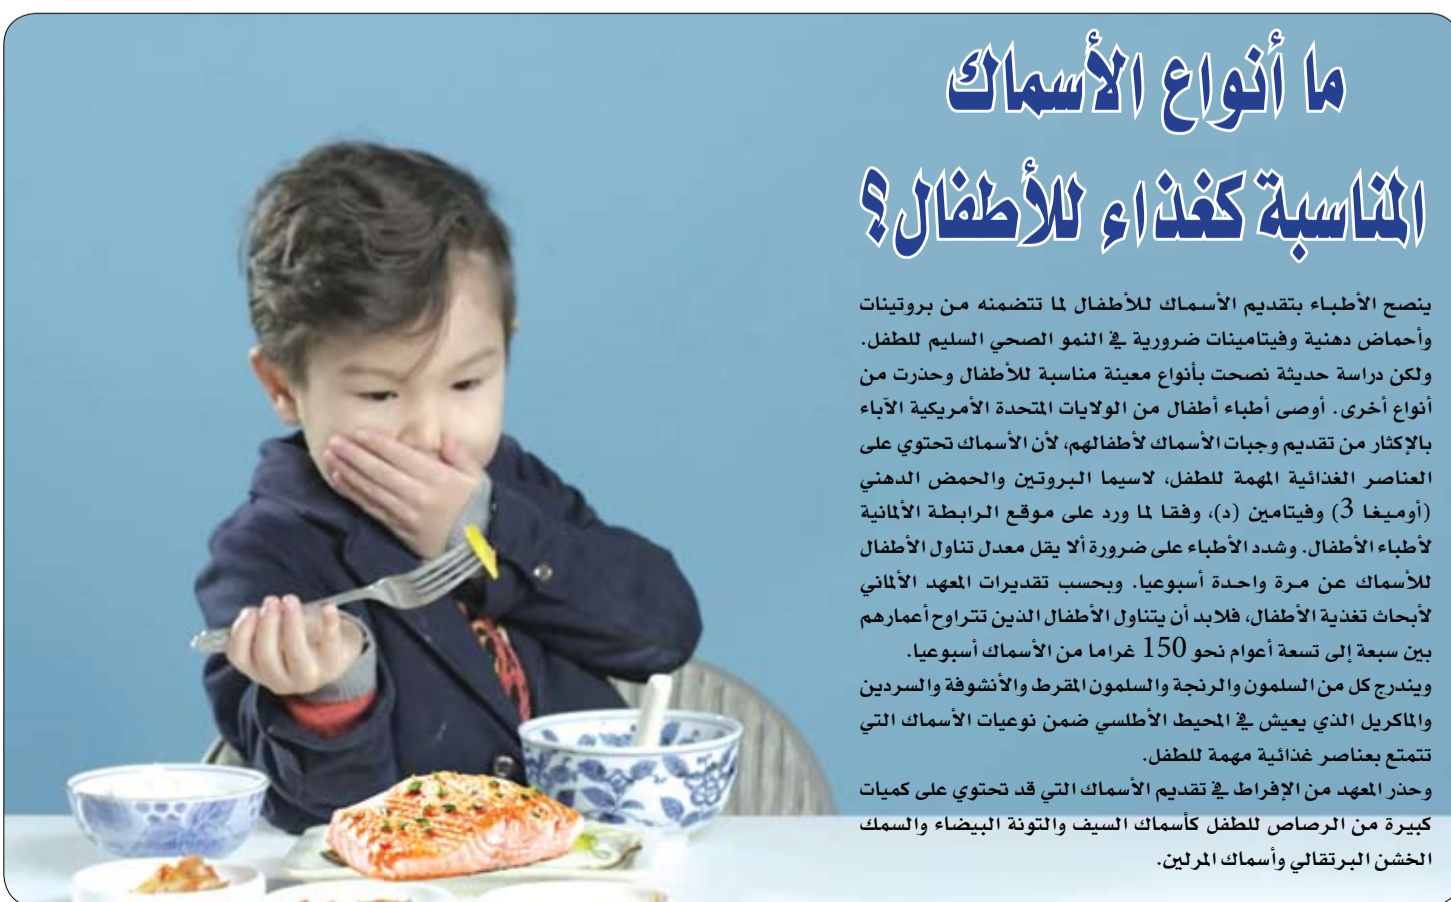 ما أنواع الأسماك
المناسبة كغذاء للأطفال؟
ينصح الأطباء بتقديم الأسماك للأطفال لما تتضمنه من بروتينات
وأحماض دهنية وفيتامينات ضرورية في النمو الصحي السليم للطفل.
ولكن دراسة حديثة نصحت بأنواع معينة مناسبة للأطفال وحذرت من
أنواع أخرى. أوصى أطباء أطفال من الولايات المتحدة الأمريكية الآباء
بالإكثار من تقديم وجبات الأسماك لأطفالهم، لأن الأسماك تحتوي على
العناصر الغذائية المهمة للطفل، لاسيما البروتين والحمض الدهني
(أوميغا 3) وفيتامين (د)، وفقا لما ورد على موقع الرابطة الألمانية
لأطباء الأطفال. وشدد الأطباء على ضرورة ألا يقل معدل تناول الأطفال
للأسماك عن مرة واحدة أسبوعيا. وبحسب تقديرات المعهد الألماني
لأبحاث تغذية الأطفال، فلابد أن يتناول الأطفال الذين تتراوح أعمارهم
بين سبعة إلى تسعة أعوام نحو 150 غراما من الأسماك أسبوعيا.
ويندرج كل من السلمون والرنجة والسلمون المقرط والأنشوفة والسردين
والماكريل الذي يعيش في المحيط الأطلسي ضمن نوعيات الأسماك التي
تتمتع بعناصر غذائية مهمة للطفل.
وحذر المعهد من الإفراط في تقديم الأسماك التي قد تحتوي على كميات
كبيرة من الرصاص للطفل كأسماك السيف والتونة البيضاء والسمك
الخشن البرتقالي وأسماك المرلين.